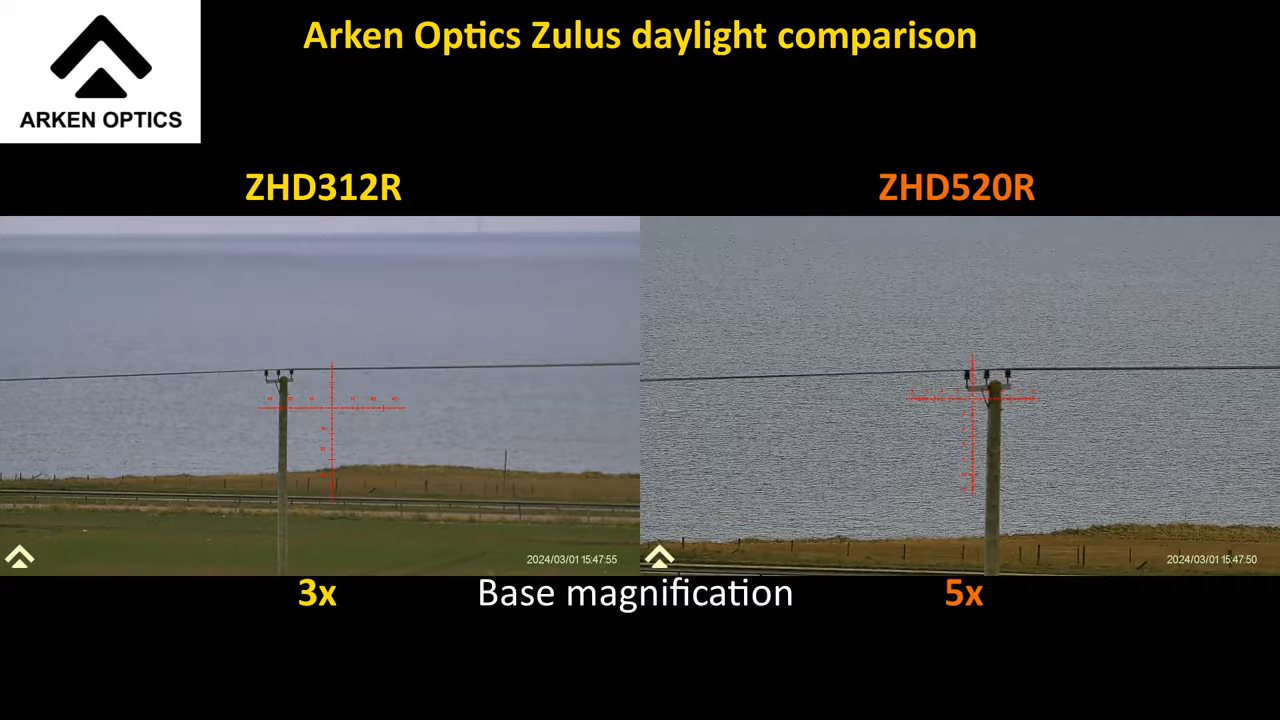 Arken Optics Zulus daylight comparison
ARKEN OPTICS
ZHD312R
ZHD520R
2024/03/01 15:47:55
2024/03/01 15:47:50
3x
Base magnification
5x